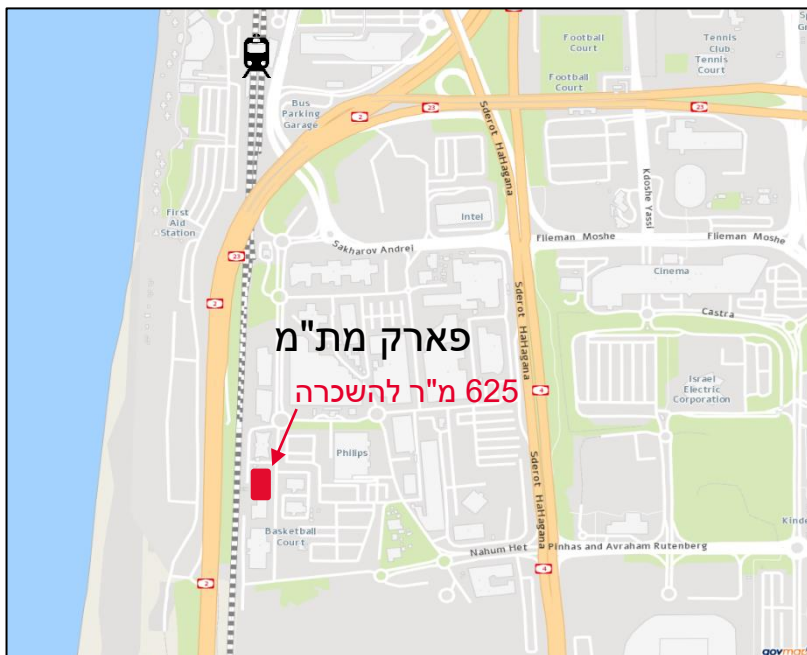 Football
Court
Tennis
Club
Tennis
Court
Football
Court
Bus
Parking
Garage
2
23
23
Sderot HaHagana
Kdoshe Yassi
First
Aid
Station
Intel
Sakharov Andrei
Flieman Moshe
Flieman Moshe
23
Cinema
2
Castra
פארק מת"מ
Sderot HaHagana
625 מ"ר להשכרה
4
Israel
Electric
Corporation
Philips
Basketball
Court
Sderot HaHagana
Nahum Het
Pinhas and Avraham Rutenberg
4
2
govmap